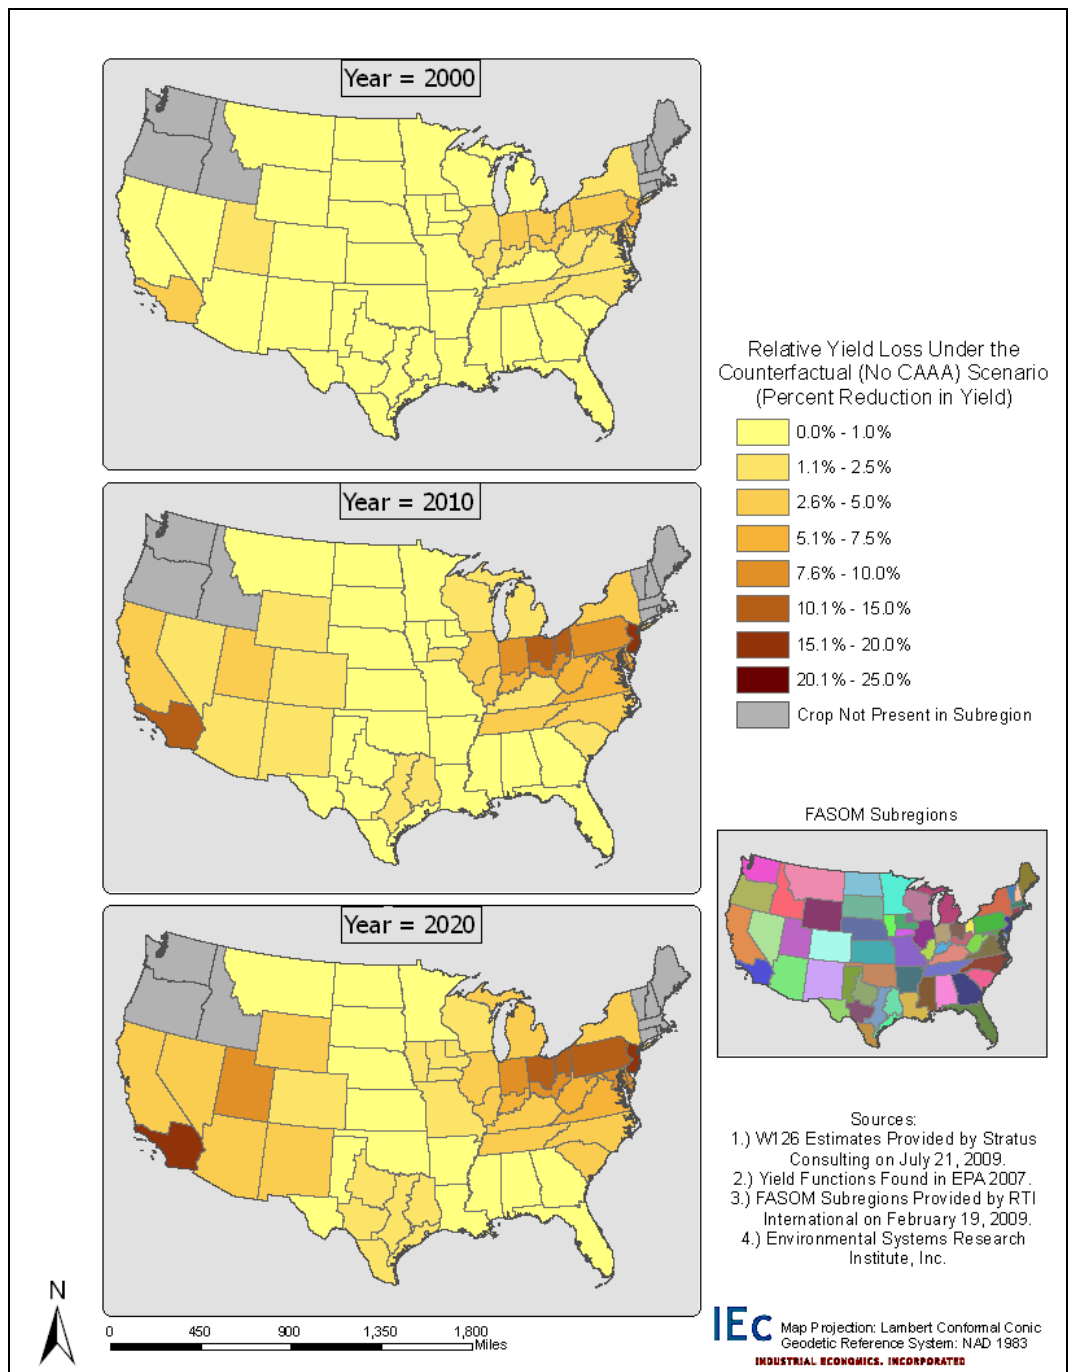 Year = 2000
Year = 2010
Year = 2020
Relative Yield Loss Under the
Counterfactual (No CAAA) Scenario
(Percent Reduction in Yield)
0.0% - 1.0%
1.1% - 2.5%
2.6% - 5.0%
5.1% - 7.5%
7.6% - 10.0%
10.1% - 15.0%
15.1% - 20.0%
20.1% - 25.0%
Crop Not Present in Subregion
FASOM Subregions
Sources:
1.) W126 Estimates Provided by Stratus
Consulting on July 21, 2009.
2.) Yield Functions Found in EPA 2007.
3.) FASOM Subregions Provided by RTI
International on February 19, 2009.
4.) Environmental Systems Research
Institute, Inc.
N
0 450 900 1,350 1,800
Miles
IEc
Map Projection: Lambert Conformal Conic
Geodetic Reference System: NAD 1983
INDUSTRIAL ECONOMICS, INCORPORATED